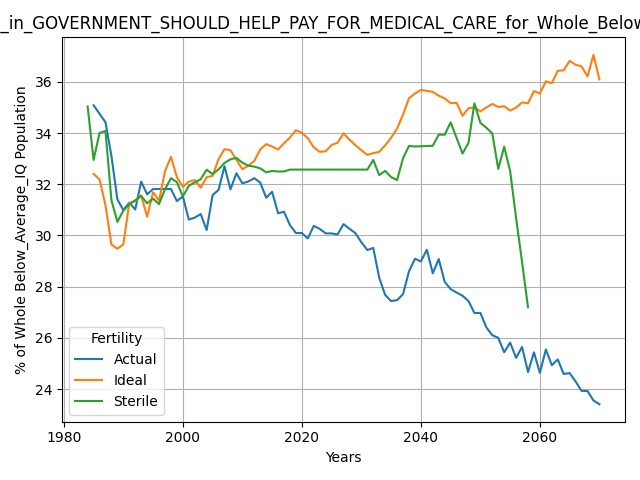 _in_GOVERNMENT_SHOULD_HELP_PAY_FOR_MEDICAL_CARE_for_Whole_Below
% of Whole Below_Average_IQ Population
36
34
32
30
28
26
24
Fertility
Actual
Ideal
Sterile
1980 2000 2020 2040 2060
Years